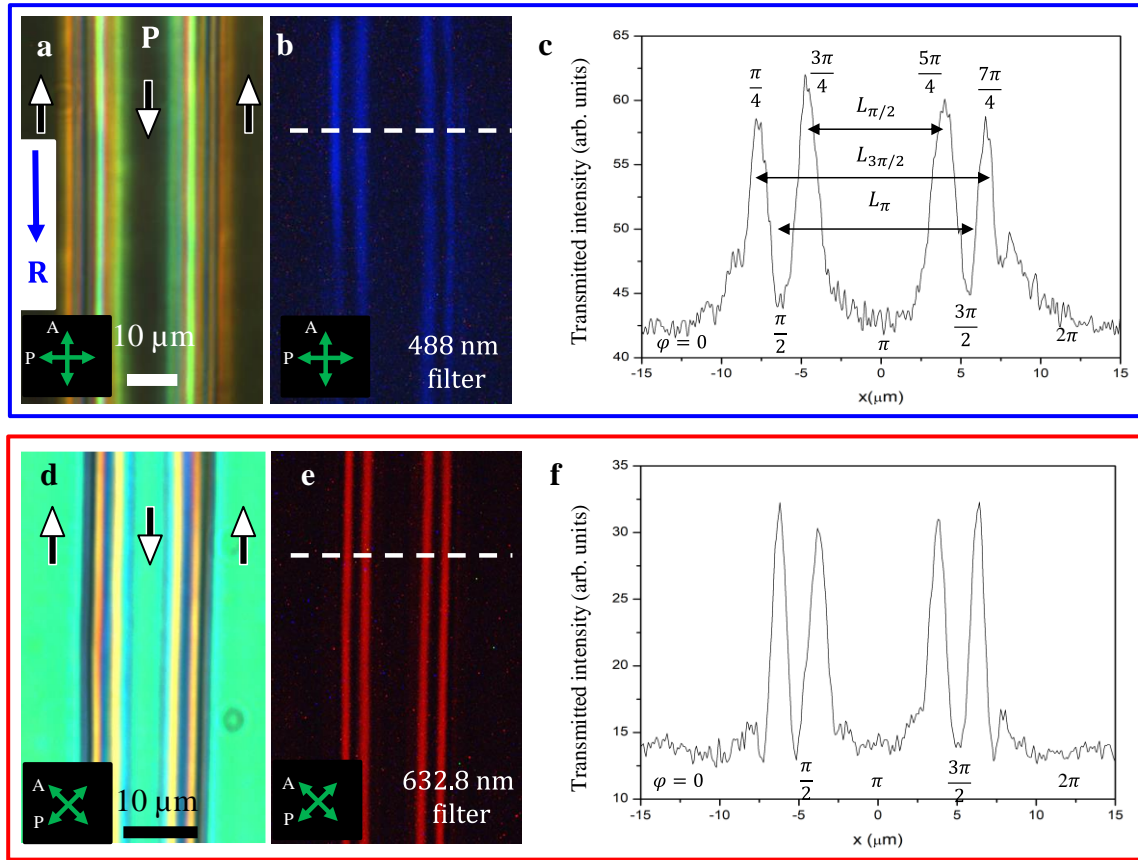 a
P
R
A
P
10 µm
b
A
P
488 nm
filter
c
Transmitted intensity (arb. units)
65
60
55
50
45
40
π/4
3π/4
5π/4
7π/4
L_{π/2}
L_{3π/2}
L_π
φ = 0
π/2
π
3π/2
2π
-15 -10 -5 0 5 10 15
x(µm)
d
A
P
10 µm
e
A
P
632.8 nm
filter
f
Transmitted intensity (arb. units)
35
30
25
20
15
10
φ = 0
π/2
π
3π/2
2π
-15 -10 -5 0 5 10 15
x (µm)